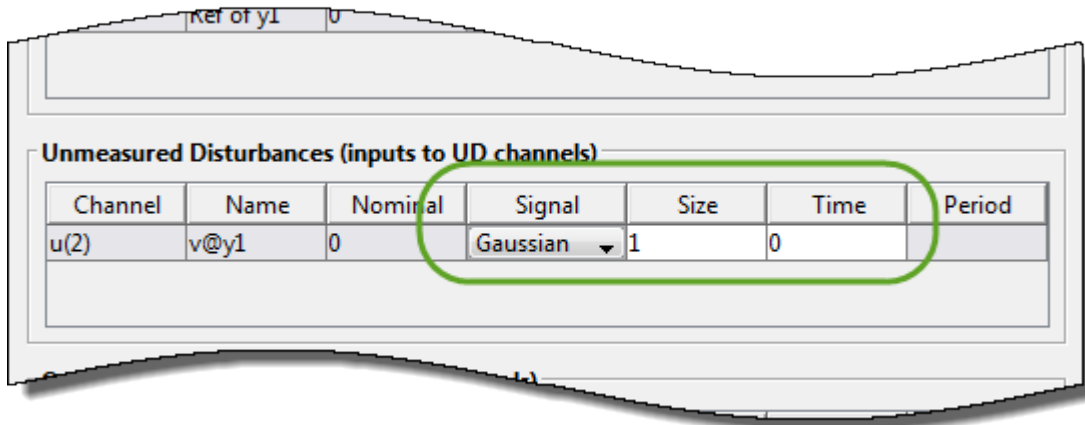 Ref of y1 0
Unmeasured Disturbances (inputs to UD channels)
Channel Name Nominal Signal Size Time Period
u(2) v@y1 0 Gaussian 1 0